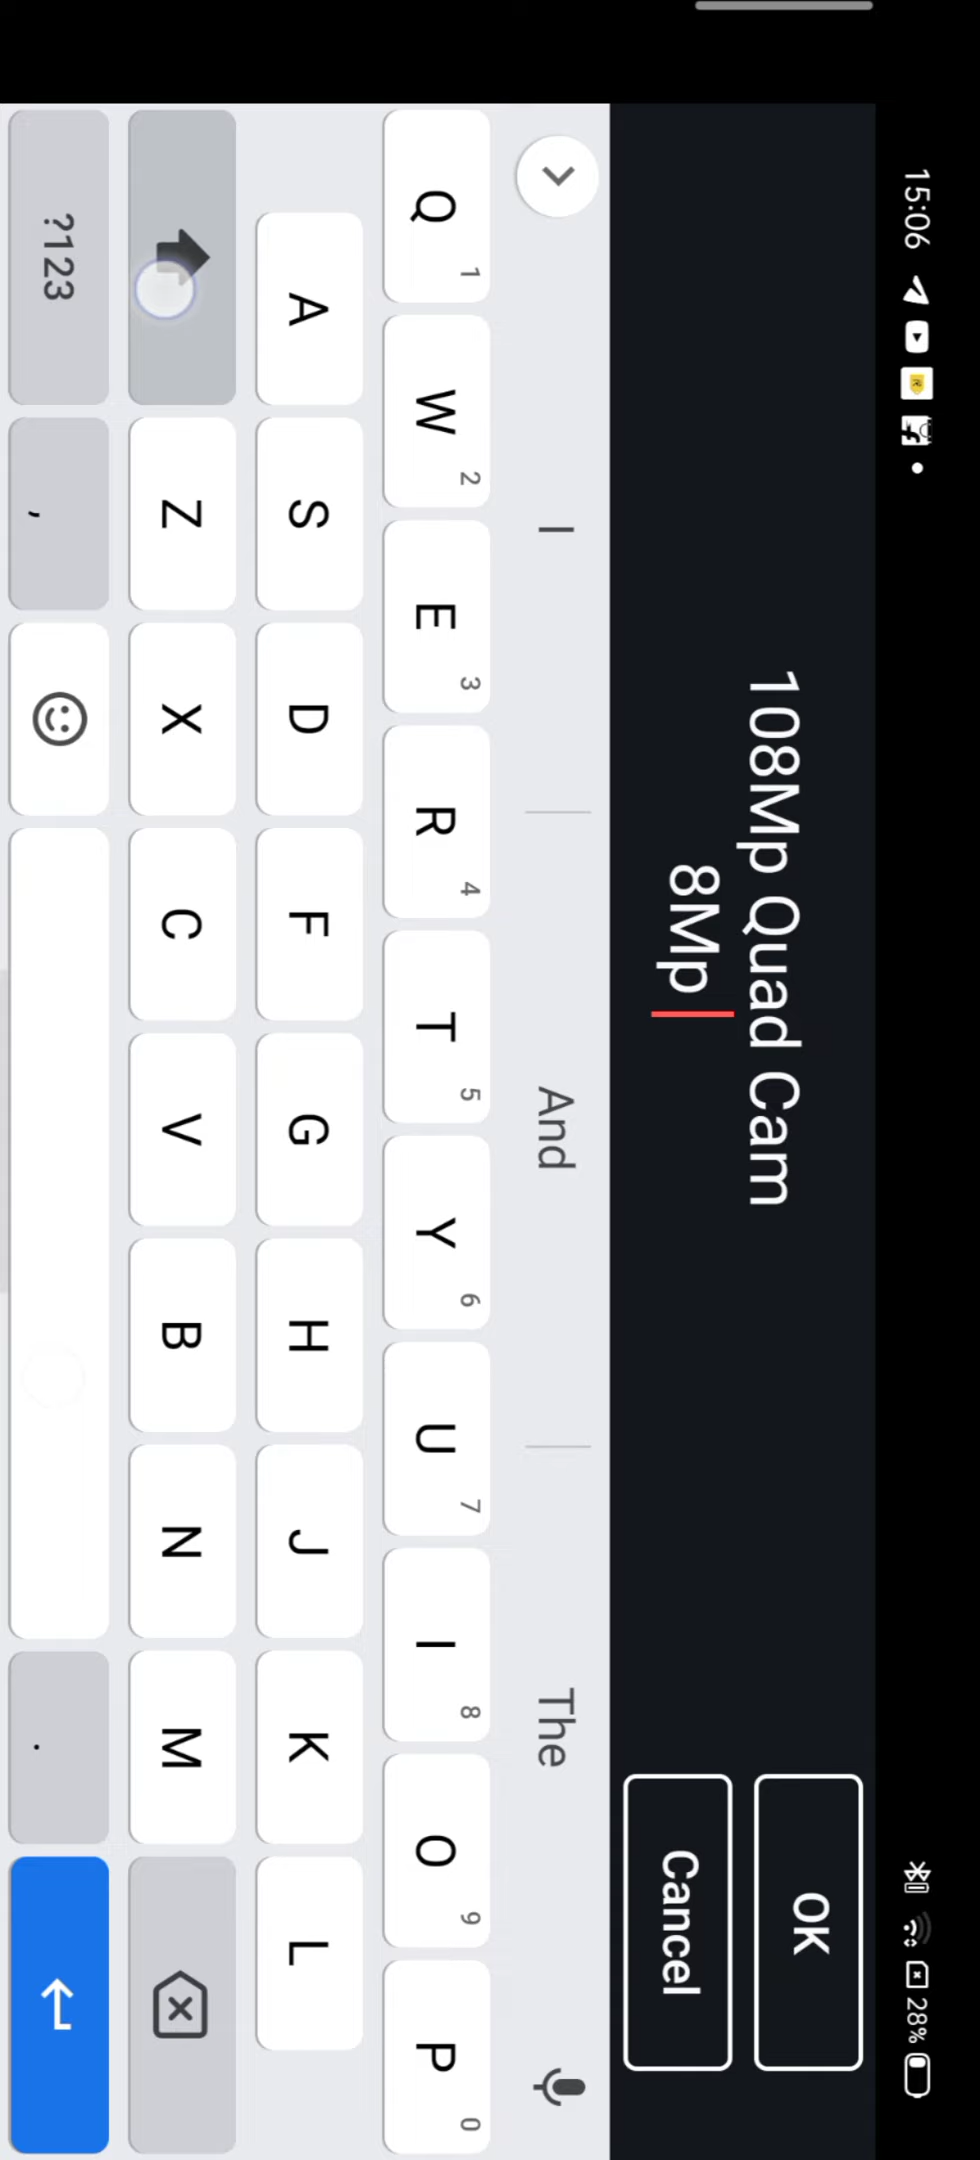 15:06
28%
108Mp Quad Cam
8Mp
OK
Cancel
I
And
The
Q 1 W 2 E 3 R 4 T 5 Y 6 U 7 I 8 O 9 P 0
A S D F G H J K L
Z X C V B N M
?123 , .